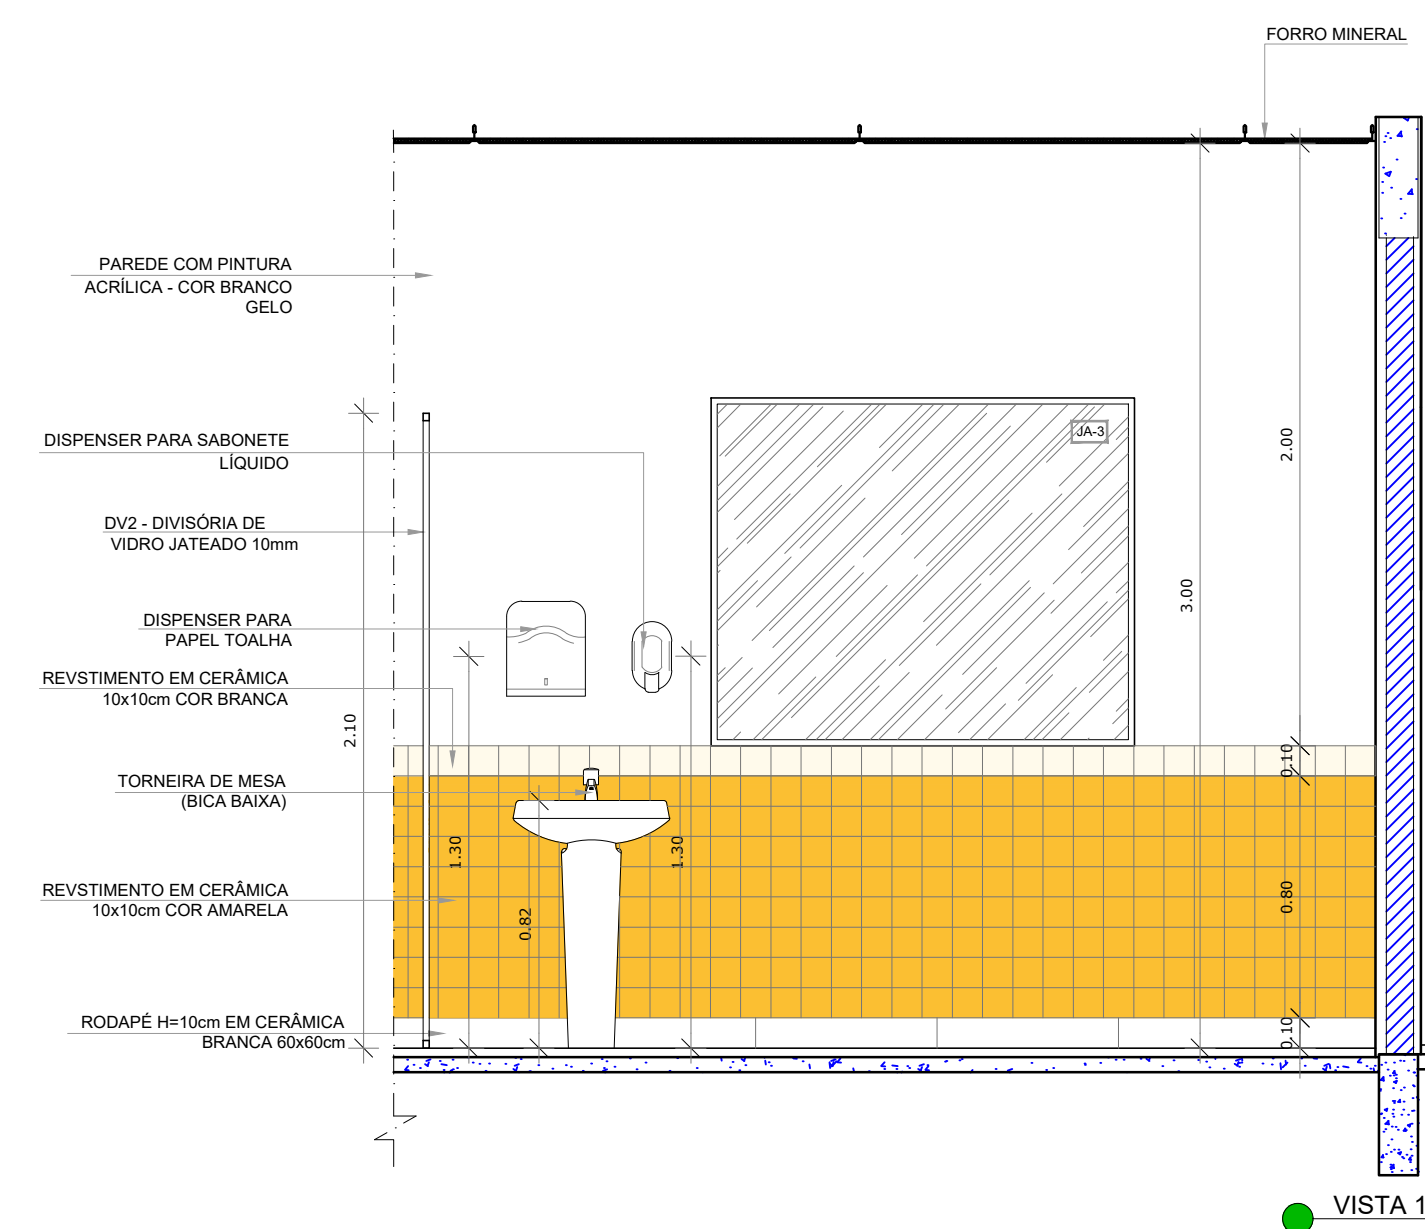 FORRO MINERAL
PAREDE COM PINTURA
ACRÍLICA - COR BRANCO
GELO
DISPENSER PARA SABONETE
LÍQUIDO
DV2 - DIVISÓRIA DE
VIDRO JATEADO 10mm
DISPENSER PARA
PAPEL TOALHA
REVSTIMENTO EM CERÂMICA
10x10cm COR BRANCA
TORNEIRA DE MESA
(BICA BAIXA)
REVSTIMENTO EM CERÂMICA
10x10cm COR AMARELA
RODAPÉ H=10cm EM CERÂMICA
BRANCA 60x60cm
2.10
1.30
0.82
1.30
JA-3
3.00
2.00
0.10
0.80
0.10
VISTA 1